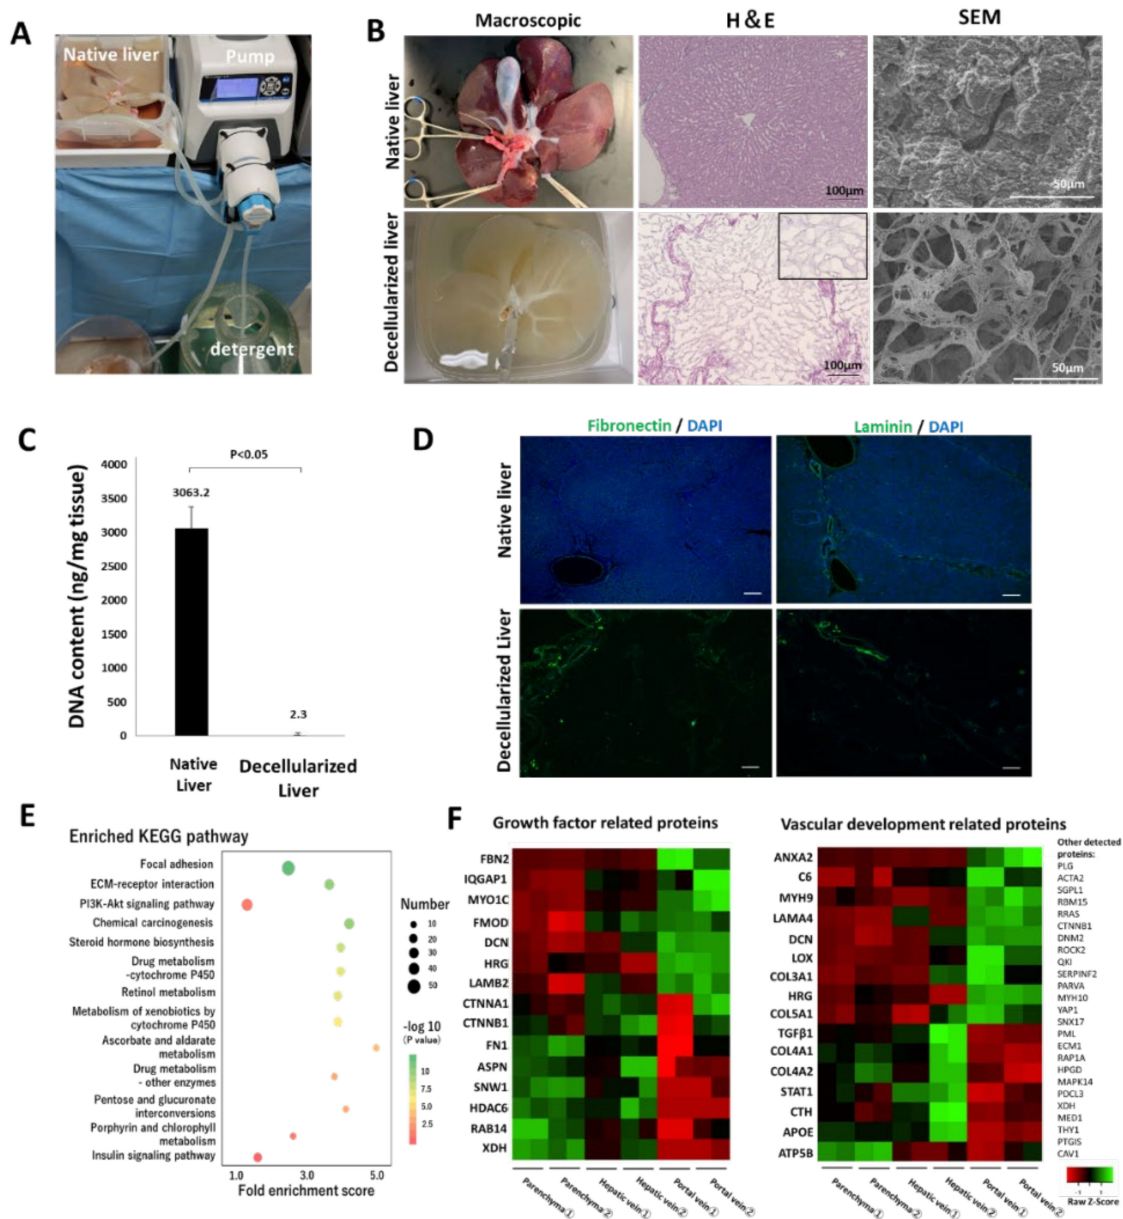 A
Native liver
Pump
detergent
B
Macroscopic
H & E
SEM
Native liver
100μm
50μm
Decellularized liver
100μm
50μm
C
P<0.05
DNA content (ng/mg tissue)
4000
3500
3000
2500
2000
1500
1000
500
0
3063.2
2.3
Native
Liver
Decellularized
Liver
D
Fibronectin / DAPI
Laminin / DAPI
Native liver
Decellularized Liver
E
Enriched KEGG pathway
Focal adhesion
ECM-receptor interaction
PI3K-Akt signaling pathway
Chemical carcinogenesis
Steroid hormone biosynthesis
Drug metabolism
-cytochrome P450
Retinol metabolism
Metabolism of xenobiotics by
cytochrome P450
Ascorbate and aldarate
metabolism
Drug metabolism
- other enzymes
Pentose and glucuronate
interconversions
Porphyrin and chlorophyll
metabolism
Insulin signaling pathway
1.0 3.0 5.0
Fold enrichment score
Number
10
20
30
40
50
-log 10
(P value)
10
7.5
5.0
2.5
F
Growth factor related proteins
FBN2
IQGAP1
MYO1C
FMOD
DCN
HRG
LAMB2
CTNNA1
CTNNB1
FN1
ASPN
SNW1
HDAC6
RAB14
XDH
Parenchyma①
Parenchyma②
Hepatic vein①
Hepatic vein②
Portal vein①
Portal vein②
Vascular development related proteins
ANXA2
C6
MYH9
LAMA4
DCN
LOX
COL3A1
HRG
COL5A1
TGFβ1
COL4A1
COL4A2
STAT1
CTH
APOE
ATP5B
Parenchyma①
Parenchyma②
Hepatic vein①
Hepatic vein②
Portal vein①
Portal vein②
Other detected
proteins:
PLG
ACTA2
SGPL1
RBM15
RRAS
CTNNB1
DNM2
ROCK2
QKI
SERPINF2
PARVA
MYH10
YAP1
SNX17
PML
ECM1
RAP1A
HPGD
MAPK14
PDCL3
XDH
MED1
THY1
PTGIS
CAV1
-1 1
Raw Z-Score